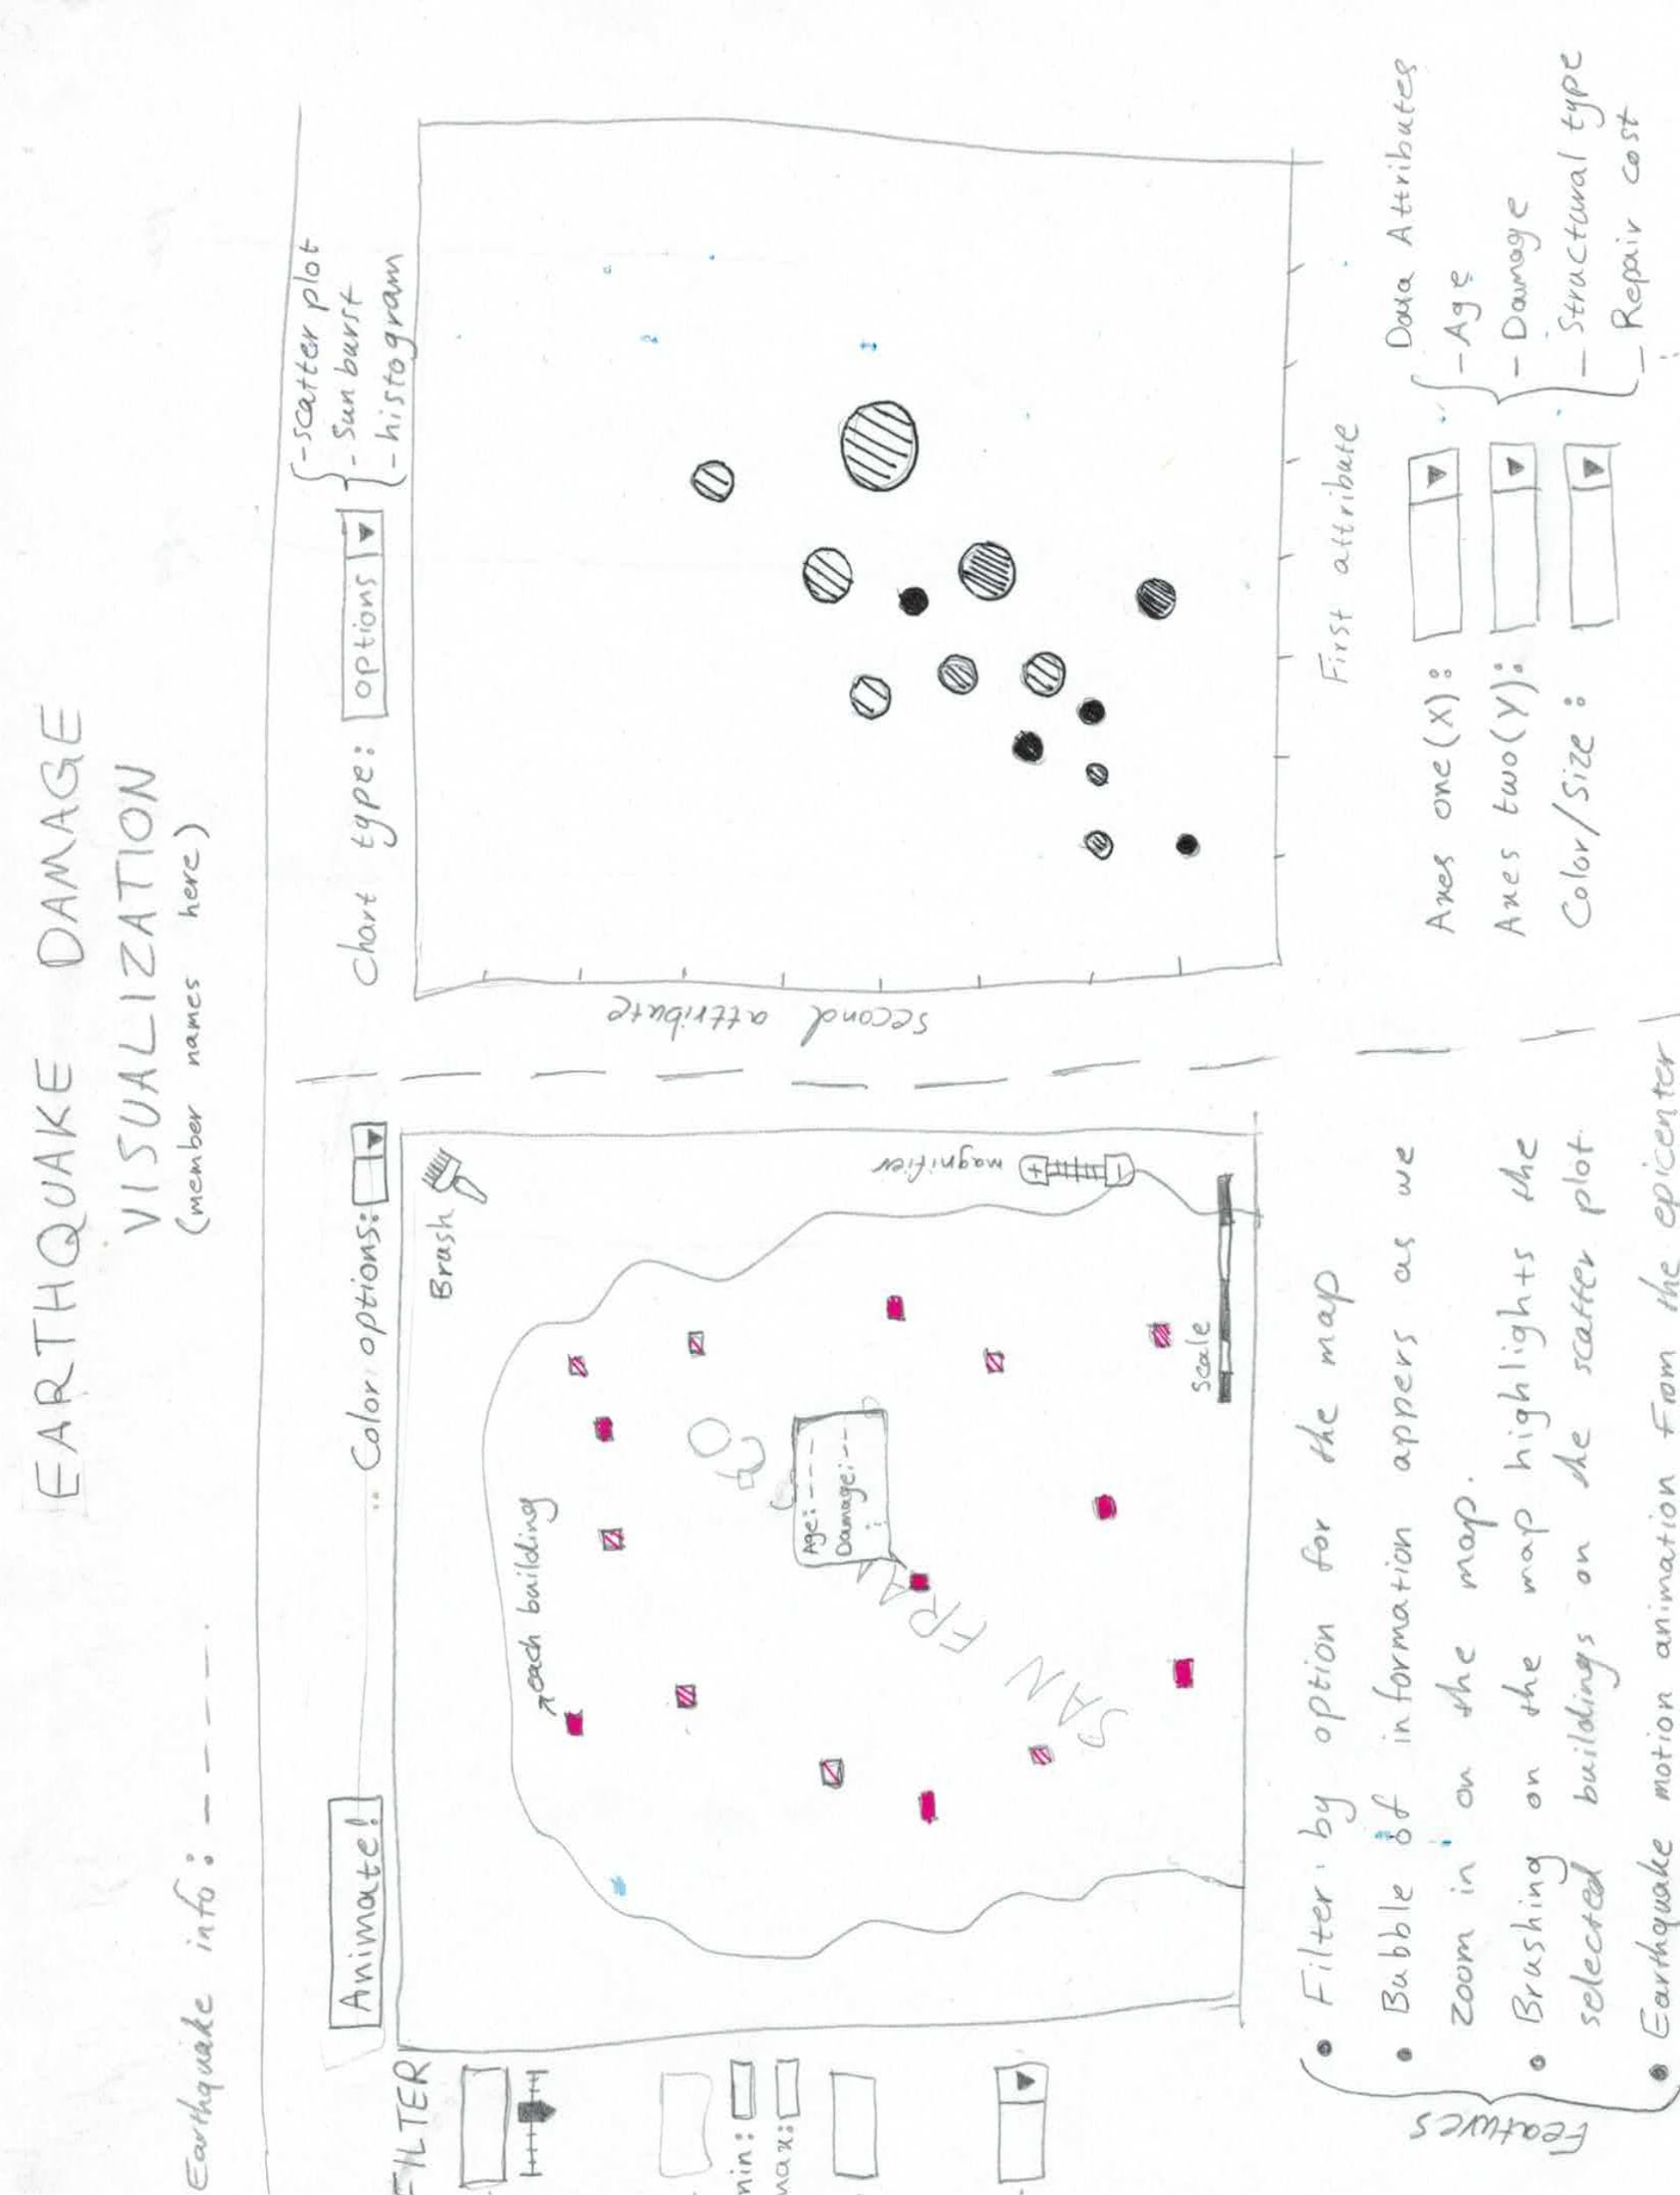 EARTHQUAKE DAMAGE
VISUALIZATION
(member names here)
Earthquake info: - - - - -
Animate!
Color options:
FILTER
min:
max:
Brush
each building
Age: - - - -
Damage: - - -
SAN FRAN
magnifier
scale
Chart type: options
- scatter plot
- Sun burst
- histogram
second attribute
First attribute
Axes one(X):
Axes two(Y):
Color/Size:
Data Attributes
- Age
- Damage
- Structural type
- Repair cost
Features
• Filter by option for the map
• Bubble of information appers as we
zoom in on the map.
• Brushing on the map highlights the
selected buildings on the scatter plot
• Earthquake motion animation From the epicenter